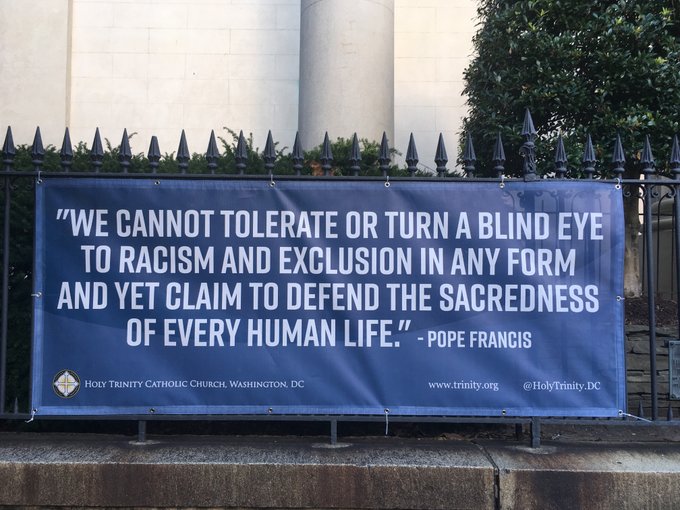 "WE CANNOT TOLERATE OR TURN A BLIND EYE
TO RACISM AND EXCLUSION IN ANY FORM
AND YET CLAIM TO DEFEND THE SACREDNESS
OF EVERY HUMAN LIFE." - POPE FRANCIS
HOLY TRINITY CATHOLIC CHURCH, WASHINGTON, DC www.trinity.org @HolyTrinity.DC